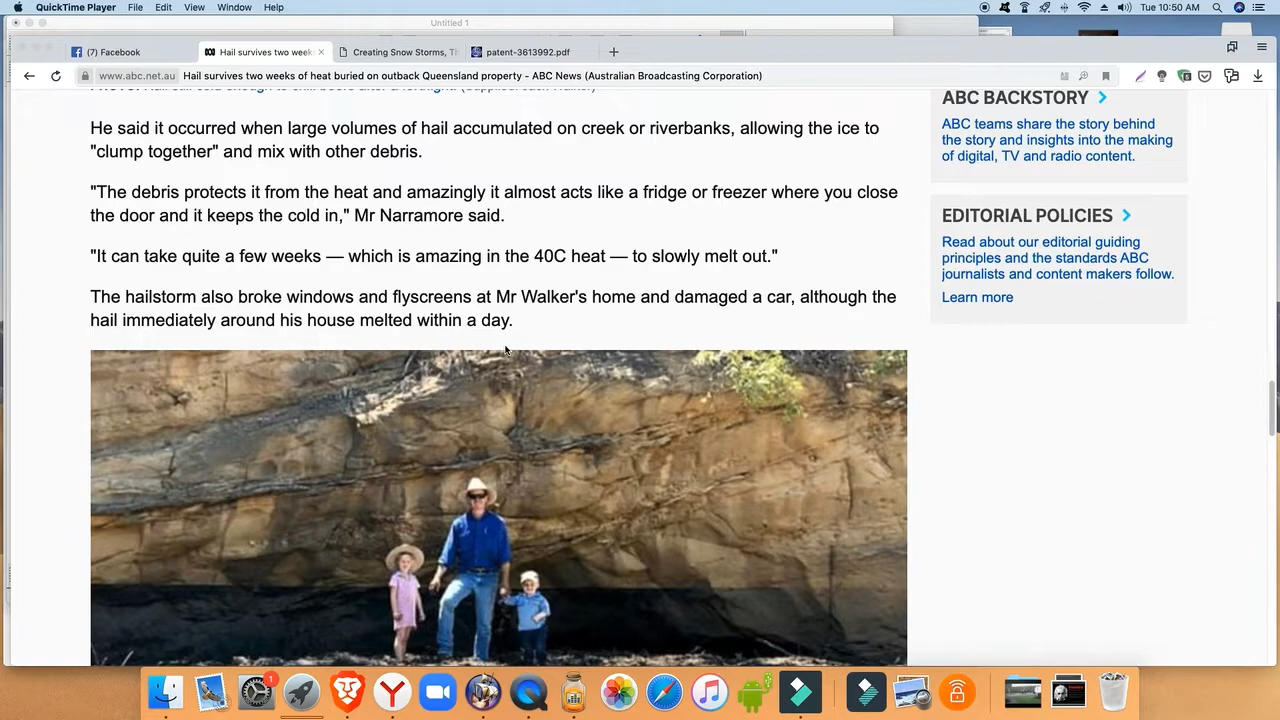 QuickTime Player File Edit View Window Help
Tue 10:50 AM
Untitled 1
(7) Facebook
Hail survives two week
Creating Snow Storms, Th
patent-3613992.pdf
www.abc.net.au Hail survives two weeks of heat buried on outback Queensland property - ABC News (Australian Broadcasting Corporation)
He said it occurred when large volumes of hail accumulated on creek or riverbanks, allowing the ice to
"clump together" and mix with other debris.
"The debris protects it from the heat and amazingly it almost acts like a fridge or freezer where you close
the door and it keeps the cold in," Mr Narramore said.
"It can take quite a few weeks — which is amazing in the 40C heat — to slowly melt out."
The hailstorm also broke windows and flyscreens at Mr Walker's home and damaged a car, although the
hail immediately around his house melted within a day.
ABC BACKSTORY
ABC teams share the story behind
the story and insights into the making
of digital, TV and radio content.
EDITORIAL POLICIES
Read about our editorial guiding
principles and the standards ABC
journalists and content makers follow.
Learn more
1